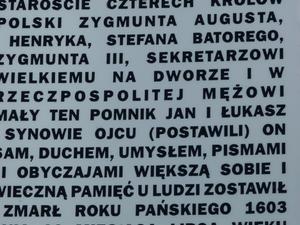 STAROŚCIE CZTERECH KRÓLÓW
POLSKI ZYGMUNTA AUGUSTA,
HENRYKA, STEFANA BATOREGO,
ZYGMUNTA III, SEKRETARZOWI
WIELKIEMU NA DWORZE I W
RZECZPOSPOLITEJ MĘŻOWI
MAŁY TEN POMNIK JAN I ŁUKASZ
SYNOWIE OJCU (POSTAWILI) ON
SAM, DUCHEM, UMYSŁEM, PISMAMI
I OBYCZAJAMI WIĘKSZĄ SOBIE I
WIECZNĄ PAMIĘĆ U LUDZI ZOSTAWIŁ
ZMARŁ ROKU PAŃSKIEGO 1603